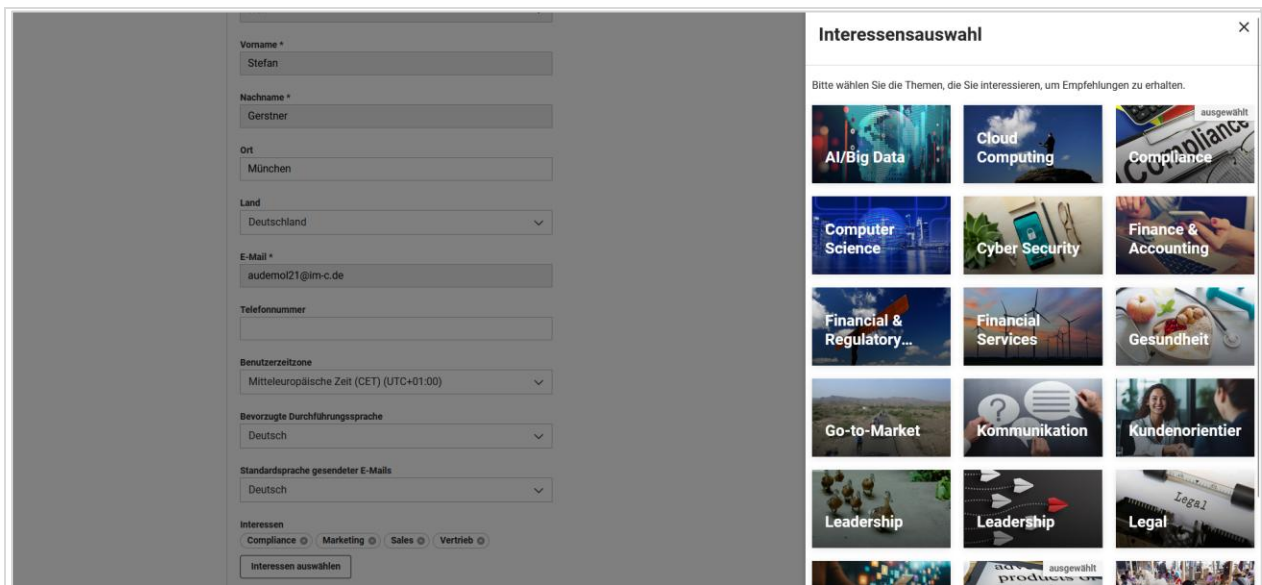 Vorname *
Stefan
Nachname *
Gerstner
Ort
München
Land
Deutschland
E-Mail *
audemol21@im-c.de
Telefonnummer
Benutzerzeitzone
Mitteleuropäische Zeit (CET) (UTC+01:00)
Bevorzugte Durchführungssprache
Deutsch
Standardsprache gesendeter E-Mails
Deutsch
Interessen
Compliance Marketing Sales Vertrieb
Interessen auswählen
Interessensauswahl
Bitte wählen Sie die Themen, die Sie interessieren, um Empfehlungen zu erhalten.
AI/Big Data
Cloud
Computing
ausgewählt
Compliance
Compliance
Computer
Science
Cyber Security
Finance &
Accounting
Financial &
Regulatory...
Financial
Services
Gesundheit
Go-to-Market
?
Kommunikation
Kundenorientier
Leadership
Leadership
Legal
Legal
ausgewählt
products